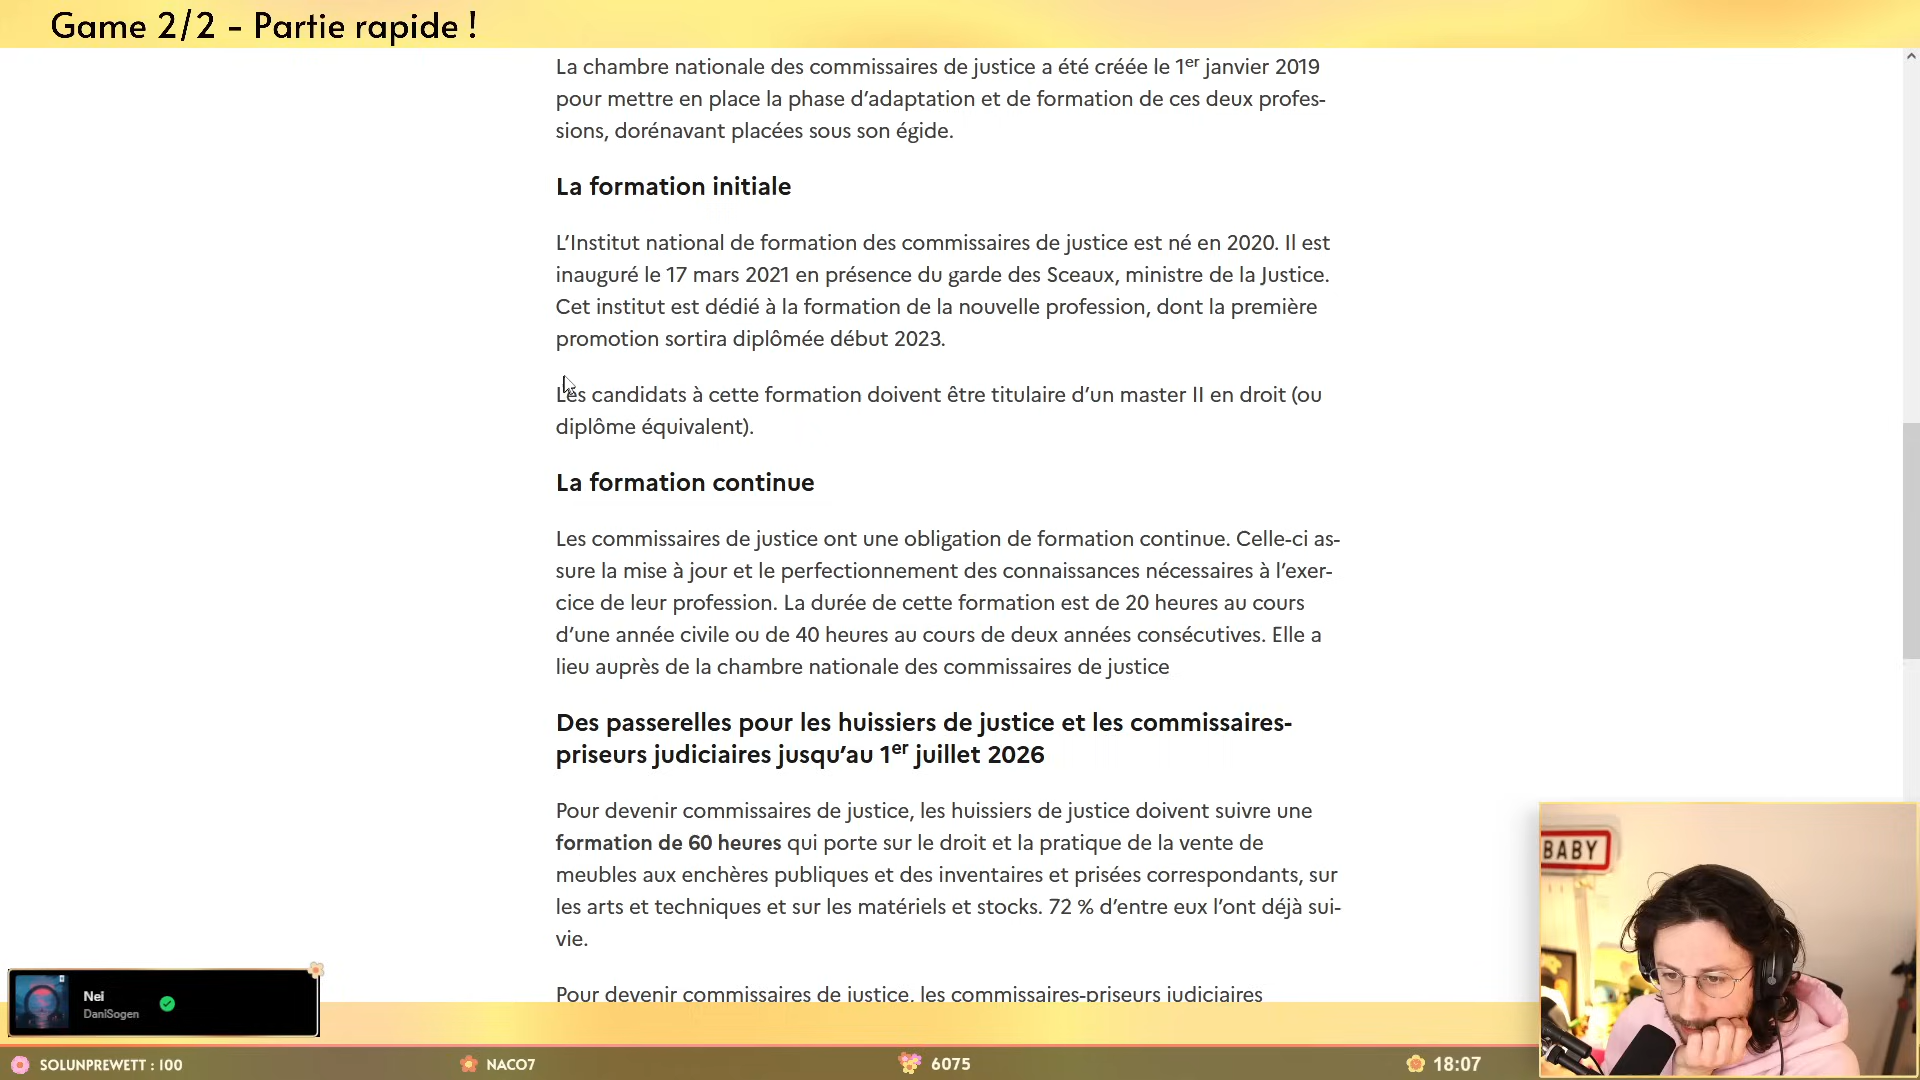 Game 2/2 - Partie rapide !
La chambre nationale des commissaires de justice a été créée le 1er janvier 2019
pour mettre en place la phase d’adaptation et de formation de ces deux profes-
sions, dorénavant placées sous son égide.
La formation initiale
L’Institut national de formation des commissaires de justice est né en 2020. Il est
inauguré le 17 mars 2021 en présence du garde des Sceaux, ministre de la Justice.
Cet institut est dédié à la formation de la nouvelle profession, dont la première
promotion sortira diplômée début 2023.
Les candidats à cette formation doivent être titulaire d’un master II en droit (ou
diplôme équivalent).
La formation continue
Les commissaires de justice ont une obligation de formation continue. Celle-ci as-
sure la mise à jour et le perfectionnement des connaissances nécessaires à l’exer-
cice de leur profession. La durée de cette formation est de 20 heures au cours
d’une année civile ou de 40 heures au cours de deux années consécutives. Elle a
lieu auprès de la chambre nationale des commissaires de justice
Des passerelles pour les huissiers de justice et les commissaires-
priseurs judiciaires jusqu’au 1er juillet 2026
Pour devenir commissaires de justice, les huissiers de justice doivent suivre une
formation de 60 heures qui porte sur le droit et la pratique de la vente de
meubles aux enchères publiques et des inventaires et prisées correspondants, sur
les arts et techniques et sur les matériels et stocks. 72 % d’entre eux l’ont déjà sui-
vie.
Pour devenir commissaires de justice, les commissaires-priseurs judiciaires
BABY
Nei
DaniSogen
SOLUNPREWETT : 100
NACO7
6075
18:07